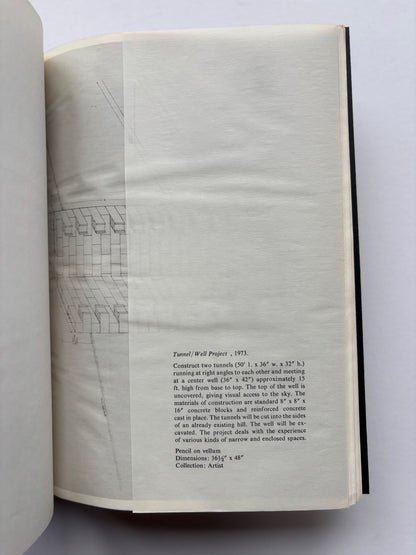 Tunnel/Well Project , 1973.
Construct two tunnels (50' l. x 36" w. x 32" h.)
running at right angles to each other and meeting
at a center well (36" x 42") approximately 15
ft. high from base to top. The top of the well is
uncovered, giving visual access to the sky. The
materials of construction are standard 8" x 8" x
16" concrete blocks and reinforced concrete
cast in place. The tunnels will be cut into the sides
of an already existing hill. The well will be ex-
cavated. The project deals with the experience
of various kinds of narrow and enclosed spaces.
Pencil on vellum
Dimensions: 36½" x 48"
Collection: Artist